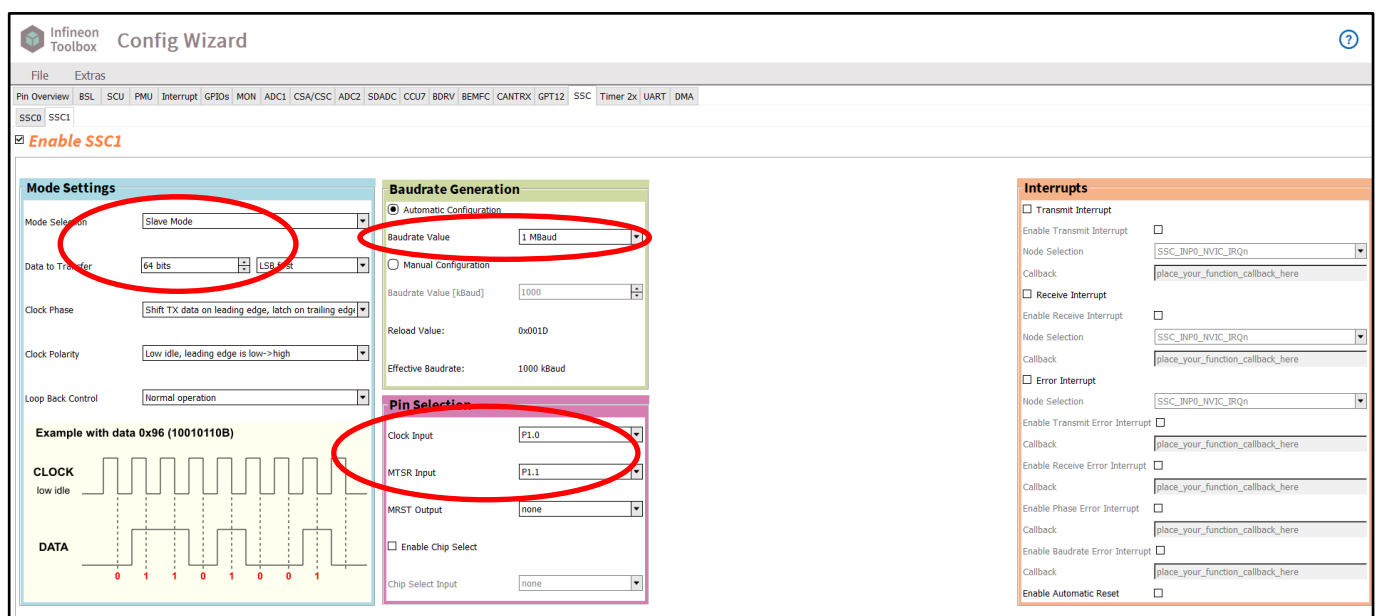 Infineon
Toolbox
Config Wizard
File Extras
Pin Overview BSL SCU PMU Interrupt GPIOs MON ADC1 CSA/CSC ADC2 SDADC CCU7 BDRV BEMFC CANTRX GPT12 SSC Timer 2x UART DMA
SSC0 SSC1
Enable SSC1
Mode Settings
Mode Selection Slave Mode
Data to Transfer 64 bits LSB first
Clock Phase Shift TX data on leading edge, latch on trailing edge
Clock Polarity Low idle, leading edge is low->high
Loop Back Control Normal operation
Example with data 0x96 (10010110B)
CLOCK
low idle
DATA
0 1 1 0 1 0 0 1
Baudrate Generation
Automatic Configuration
Baudrate Value 1 MBaud
Manual Configuration
Baudrate Value [kBaud] 1000
Reload Value: 0x001D
Effective Baudrate: 1000 kBaud
Pin Selection
Clock Input P1.0
MTSR Input P1.1
MRST Output none
Enable Chip Select
Chip Select Input none
Interrupts
Transmit Interrupt
Enable Transmit Interrupt
Node Selection SSC_INP0_NVIC_IRQn
Callback place_your_function_callback_here
Receive Interrupt
Enable Receive Interrupt
Node Selection SSC_INP0_NVIC_IRQn
Callback place_your_function_callback_here
Error Interrupt
Node Selection SSC_INP0_NVIC_IRQn
Enable Transmit Error Interrupt
Callback place_your_function_callback_here
Enable Receive Error Interrupt
Callback place_your_function_callback_here
Enable Phase Error Interrupt
Callback place_your_function_callback_here
Enable Baudrate Error Interrupt
Callback place_your_function_callback_here
Enable Automatic Reset